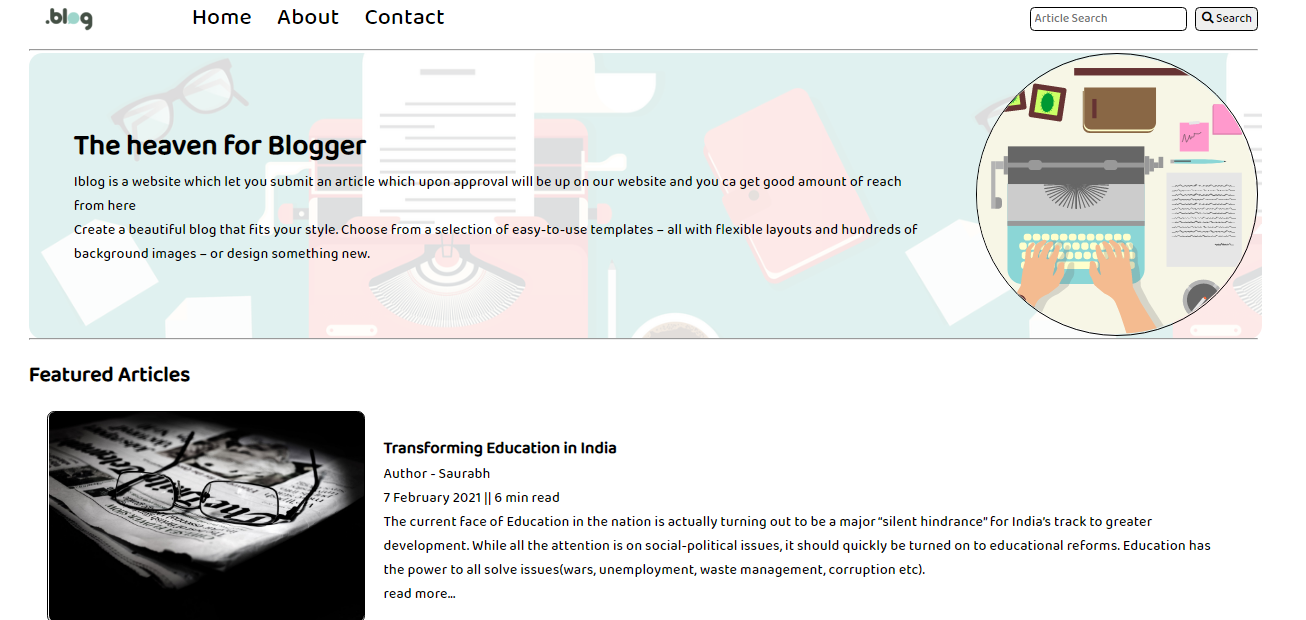 .blog
Home About Contact
Article Search
Search
The heaven for Blogger
Iblog is a website which let you submit an article which upon approval will be up on our website and you ca get good amount of reach
from here
Create a beautiful blog that fits your style. Choose from a selection of easy-to-use templates – all with flexible layouts and hundreds of
background images – or design something new.
Featured Articles
Transforming Education in India
Author - Saurabh
7 February 2021 || 6 min read
The current face of Education in the nation is actually turning out to be a major “silent hindrance” for India’s track to greater
development. While all the attention is on social-political issues, it should quickly be turned on to educational reforms. Education has
the power to all solve issues(wars, unemployment, waste management, corruption etc).
read more...